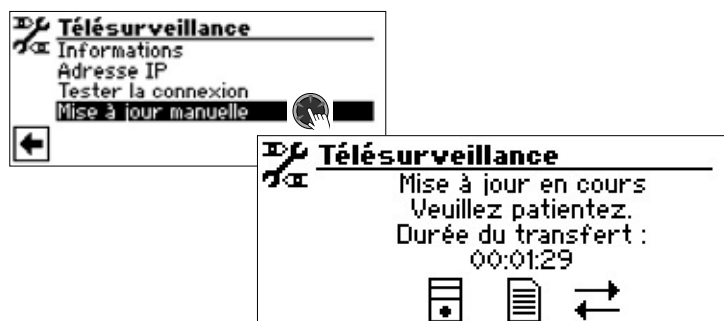 Télésurveillance
Informations
Adresse IP
Tester la connexion
Mise à jour manuelle
Télésurveillance
Mise à jour en cours
Veuillez patientez.
Durée du transfert :
00:01:29